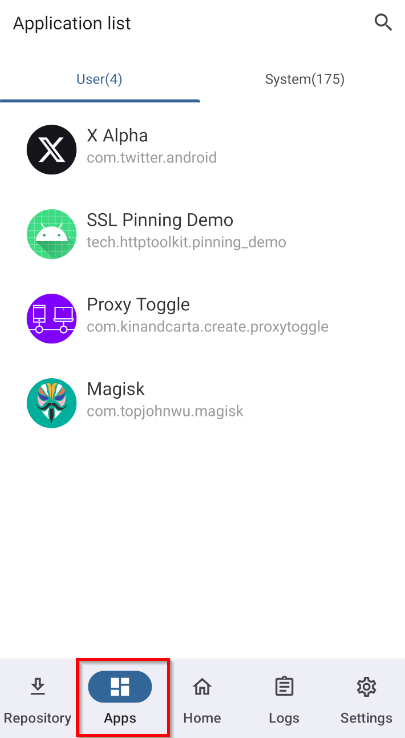 Application list
User(4) System(175)
X Alpha
com.twitter.android
SSL Pinning Demo
tech.httptoolkit.pinning_demo
Proxy Toggle
com.kinandcarta.create.proxytoggle
Magisk
com.topjohnwu.magisk
Repository Apps Home Logs Settings